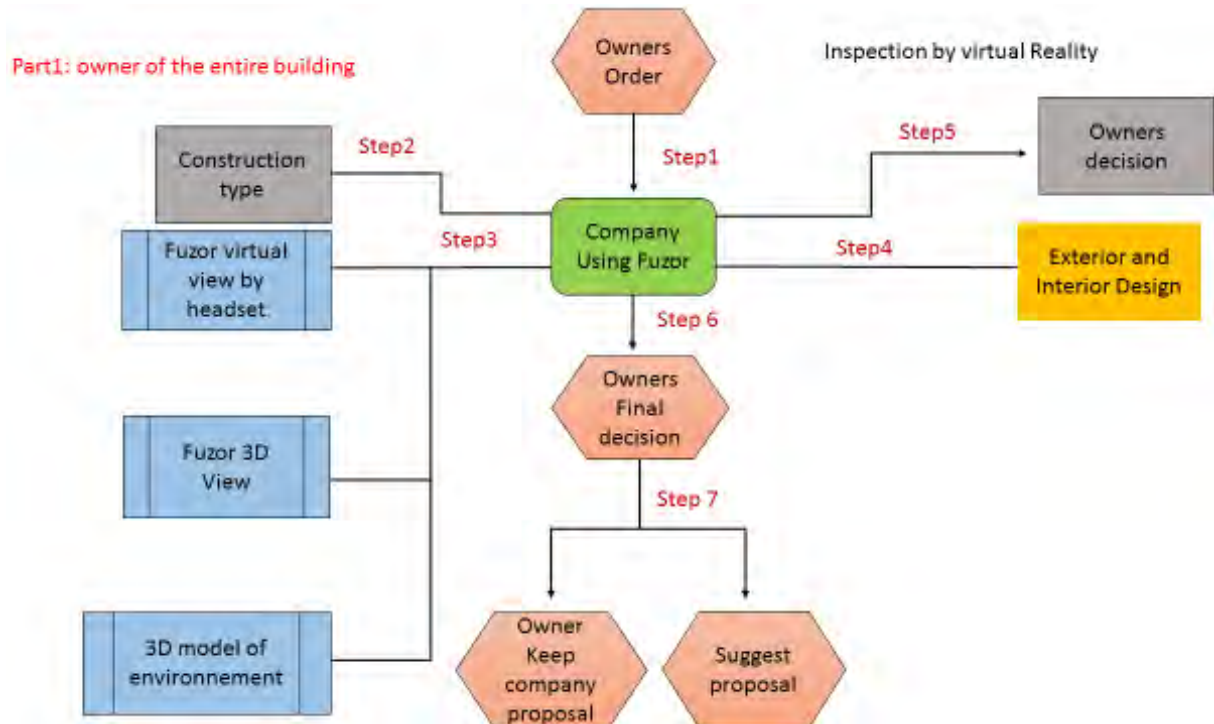 Part1: owner of the entire building
Owners
Order
Inspection by virtual Reality
Construction
type
Step2
Step1
Step5
Owners
decision
Fuzor virtual
view by
headset
Step3
Company
Using Fuzor
Step4
Exterior and
Interior Design
Step 6
Owners
Final
decision
Fuzor 3D
View
Step 7
3D model of
environnement
Owner
Keep
company
proposal
Suggest
proposal